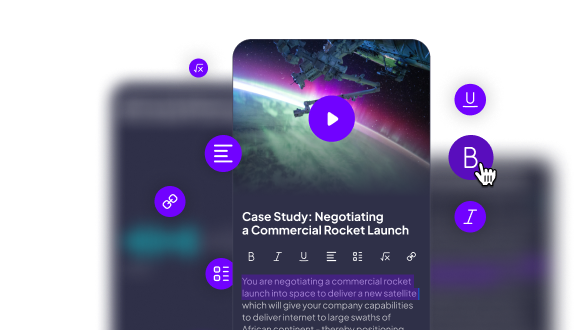 √x
U
B
I
Case Study: Negotiating
a Commercial Rocket Launch
B I U √x
You are negotiating a commercial rocket
launch into space to deliver a new satellite
which will give your company capabilities
to deliver internet to large swaths of
African continent - thereby positioning